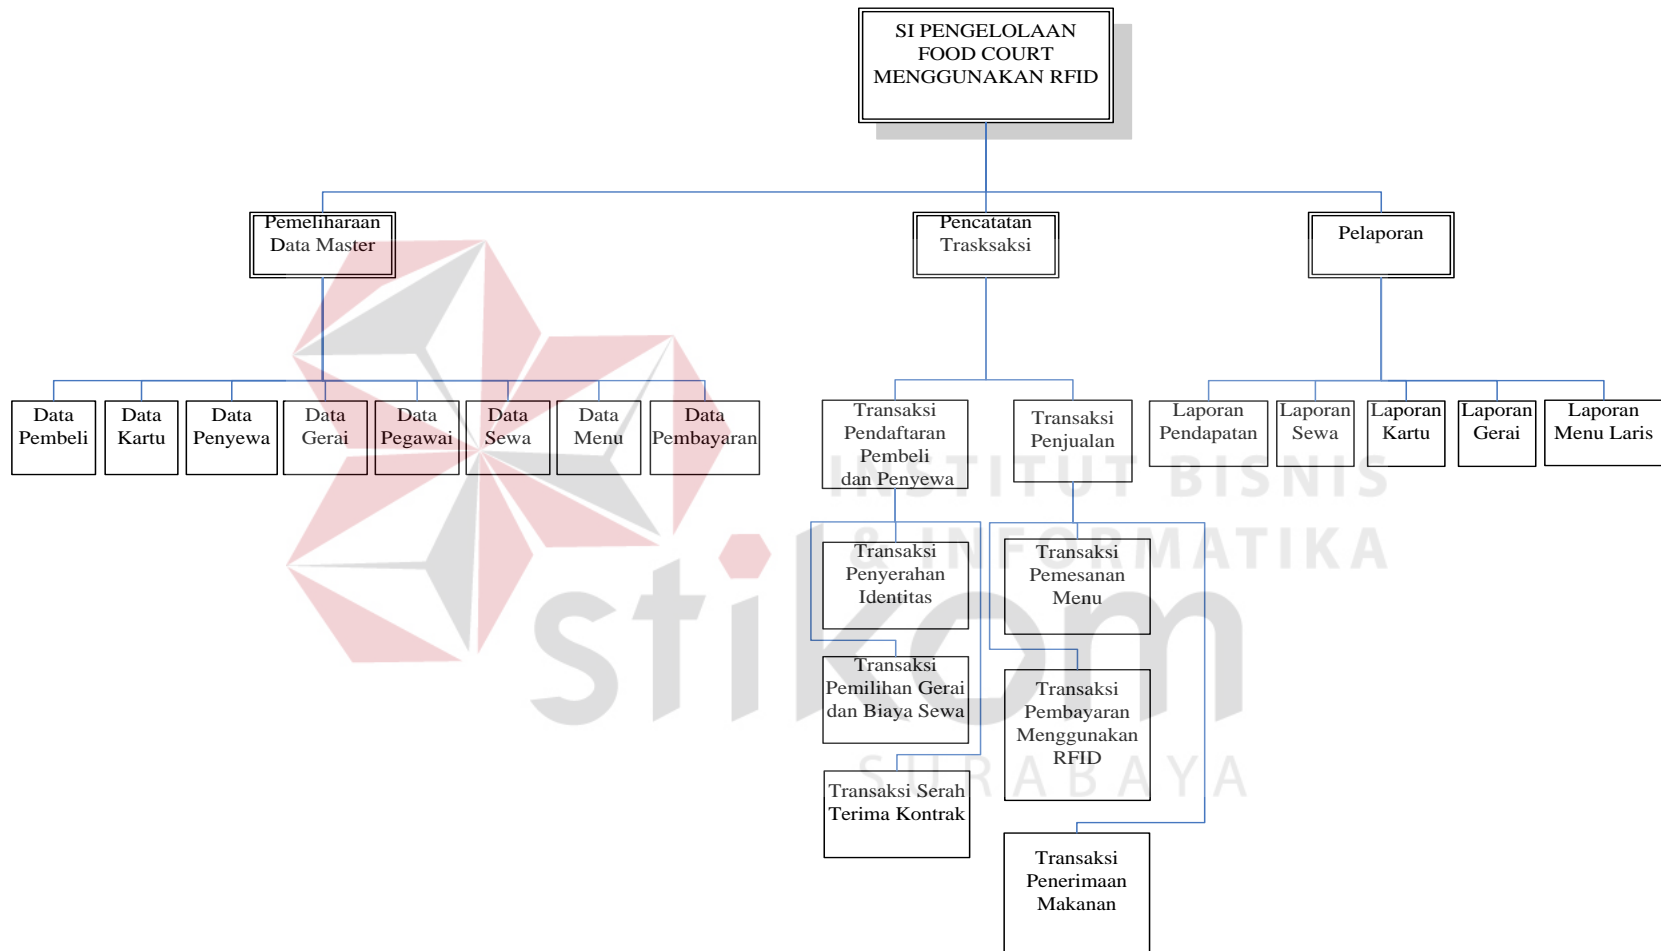 SI PENGELOLAAN
FOOD COURT
MENGGUNAKAN RFID
Pemeliharaan
Data Master
Pencatatan
Trasksaksi
Pelaporan
Data
Pembeli
Data
Kartu
Data
Penyewa
Data
Gerai
Data
Pegawai
Data
Sewa
Data
Menu
Data
Pembayaran
Transaksi
Pendaftaran
Pembeli
dan Penyewa
Transaksi
Penjualan
Laporan
Pendapatan
Laporan
Sewa
Laporan
Kartu
Laporan
Gerai
Laporan
Menu Laris
Transaksi
Penyerahan
Identitas
Transaksi
Pemesanan
Menu
Transaksi
Pemilihan Gerai
dan Biaya Sewa
Transaksi
Pembayaran
Menggunakan
RFID
Transaksi Serah
Terima Kontrak
Transaksi
Penerimaan
Makanan
INSTITUT BISNIS
& INFORMATIKA
stikom
SURABAYA